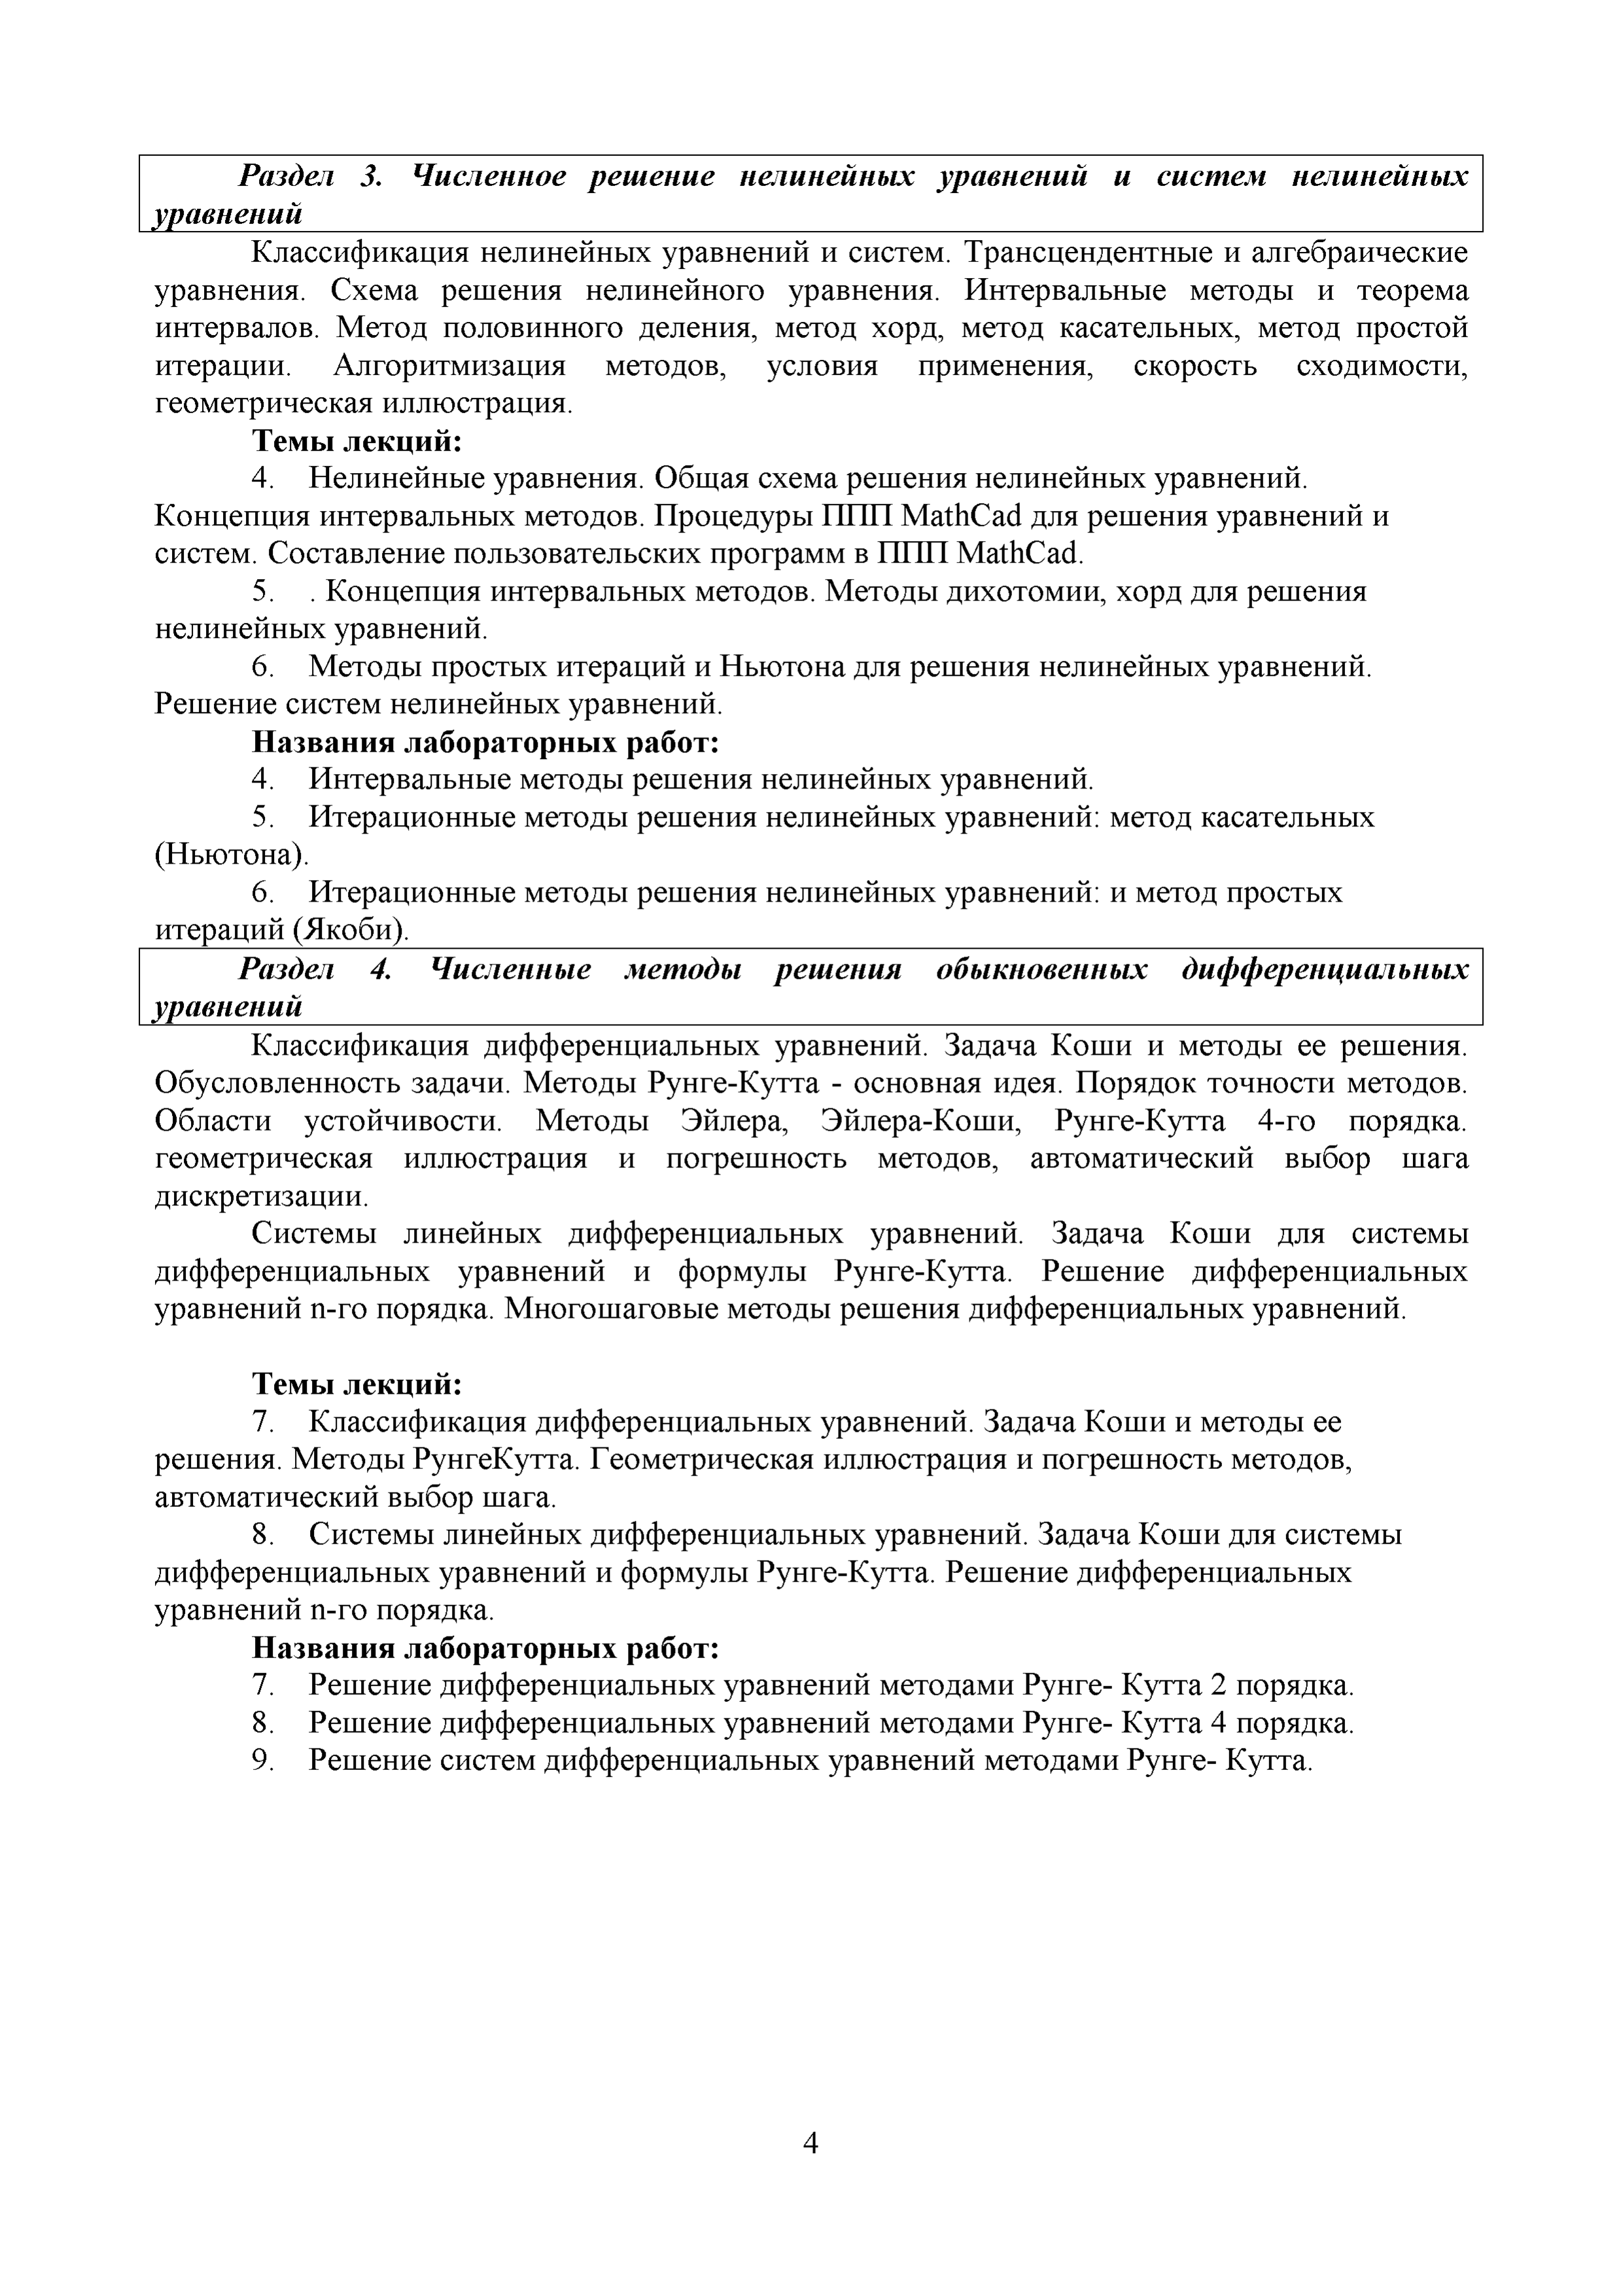 Раздел 3. Численное решение нелинейных уравнений и систем нелинейных
уравнений
Классификация нелинейных уравнений и систем. Трансцендентные и алгебраические
уравнения. Схема решения нелинейного уравнения. Интервальные методы и теорема
интервалов. Метод половинного деления, метод хорд, метод касательных, метод простой
итерации. Алгоритмизация методов, условия применения, скорость сходимости,
геометрическая иллюстрация.
Темы лекций:
4. Нелинейные уравнения. Общая схема решения нелинейных уравнений.
Концепция интервальных методов. Процедуры ППП MathCad для решения уравнений и
систем. Составление пользовательских программ в ППП MathCad.
5. . Концепция интервальных методов. Методы дихотомии, хорд для решения
нелинейных уравнений.
6. Методы простых итераций и Ньютона для решения нелинейных уравнений.
Решение систем нелинейных уравнений.
Названия лабораторных работ:
4. Интервальные методы решения нелинейных уравнений.
5. Итерационные методы решения нелинейных уравнений: метод касательных
(Ньютона).
6. Итерационные методы решения нелинейных уравнений: и метод простых
итераций (Якоби).
Раздел 4. Численные методы решения обыкновенных дифференциальных
уравнений
Классификация дифференциальных уравнений. Задача Коши и методы ее решения.
Обусловленность задачи. Методы Рунге-Кутта - основная идея. Порядок точности методов.
Области устойчивости. Методы Эйлера, Эйлера-Коши, Рунге-Кутта 4-го порядка.
геометрическая иллюстрация и погрешность методов, автоматический выбор шага
дискретизации.
Системы линейных дифференциальных уравнений. Задача Коши для системы
дифференциальных уравнений и формулы Рунге-Кутта. Решение дифференциальных
уравнений n-го порядка. Многошаговые методы решения дифференциальных уравнений.
Темы лекций:
7. Классификация дифференциальных уравнений. Задача Коши и методы ее
решения. Методы РунгеКутта. Геометрическая иллюстрация и погрешность методов,
автоматический выбор шага.
8. Системы линейных дифференциальных уравнений. Задача Коши для системы
дифференциальных уравнений и формулы Рунге-Кутта. Решение дифференциальных
уравнений n-го порядка.
Названия лабораторных работ:
7. Решение дифференциальных уравнений методами Рунге- Кутта 2 порядка.
8. Решение дифференциальных уравнений методами Рунге- Кутта 4 порядка.
9. Решение систем дифференциальных уравнений методами Рунге- Кутта.
4